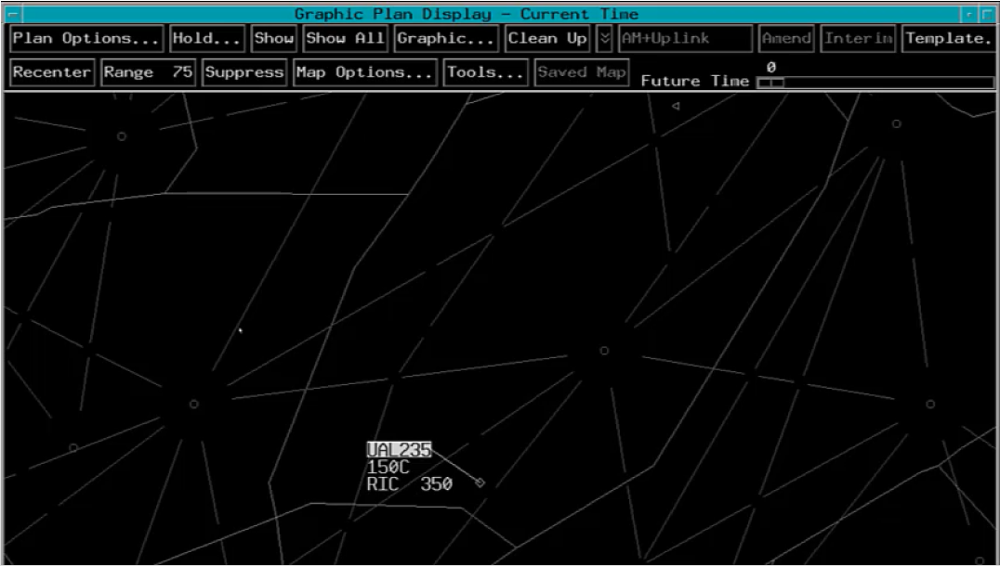 Graphic Plan Display - Current Time
Plan Options... Hold... Show Show All Graphic... Clean Up AM+Uplink Amend Interim Template.
Recenter Range 75 Suppress Map Options... Tools... Saved Map Future Time 0
UAL235
150C
RIC 350